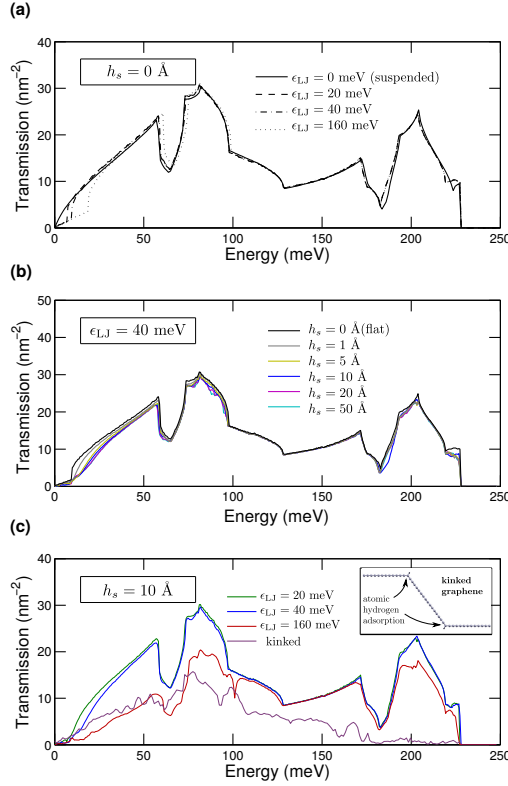 (a)
40
30
20
10
0
Transmission (nm⁻²)
h_s = 0 Å
ϵ_LJ = 0 meV (suspended)
ϵ_LJ = 20 meV
ϵ_LJ = 40 meV
ϵ_LJ = 160 meV
0 50 100 150 200 250
Energy (meV)
(b)
50
40
30
20
10
0
Transmission (nm⁻²)
ϵ_LJ = 40 meV
h_s = 0 Å(flat)
h_s = 1 Å
h_s = 5 Å
h_s = 10 Å
h_s = 20 Å
h_s = 50 Å
0 50 100 150 200 250
Energy (meV)
(c)
40
30
20
10
0
Transmission (nm⁻²)
h_s = 10 Å
ϵ_LJ = 20 meV
ϵ_LJ = 40 meV
ϵ_LJ = 160 meV
kinked
kinked
graphene
atomic
hydrogen
adsorption
0 50 100 150 200 250
Energy (meV)